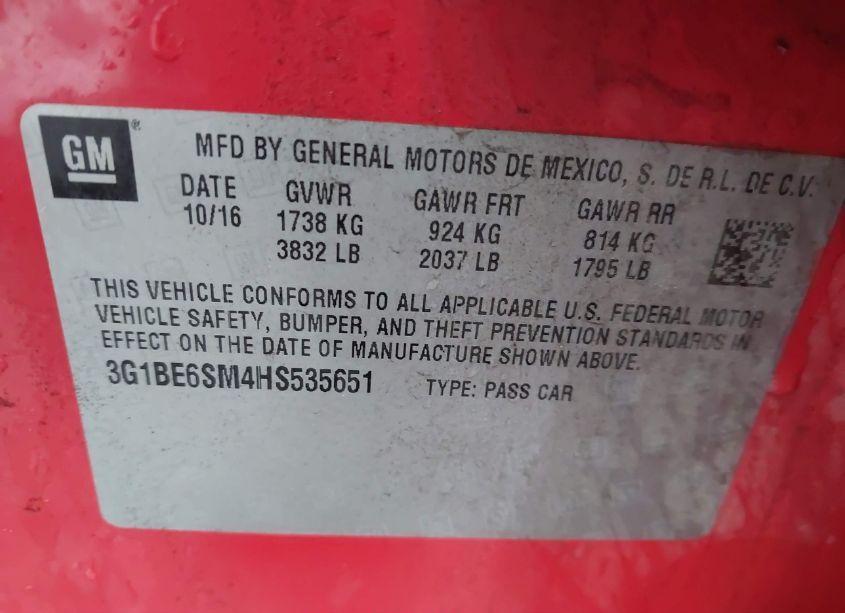 GM®
MFD BY GENERAL MOTORS DE MEXICO, S. DE R.L. DE C.V.
DATE GVWR GAWR FRT GAWR RR
10/16 1738 KG 924 KG 814 KG
3832 LB 2037 LB 1795 LB
THIS VEHICLE CONFORMS TO ALL APPLICABLE U.S. FEDERAL MOTOR
VEHICLE SAFETY, BUMPER, AND THEFT PREVENTION STANDARDS IN
EFFECT ON THE DATE OF MANUFACTURE SHOWN ABOVE.
3G1BE6SM4HS535651 TYPE: PASS CAR